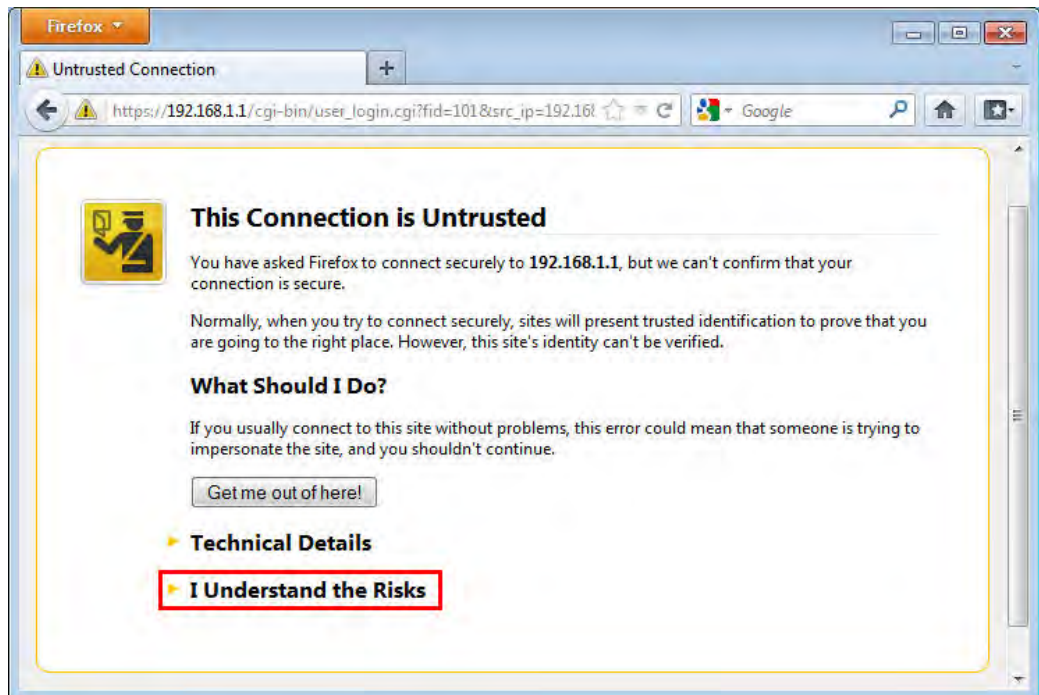 Firefox
Untrusted Connection
https://192.168.1.1/cgi-bin/user_login.cgi?fid=101&src_ip=192.168
Google
This Connection is Untrusted
You have asked Firefox to connect securely to 192.168.1.1, but we can't confirm that your
connection is secure.
Normally, when you try to connect securely, sites will present trusted identification to prove that you
are going to the right place. However, this site's identity can't be verified.
What Should I Do?
If you usually connect to this site without problems, this error could mean that someone is trying to
impersonate the site, and you shouldn't continue.
Get me out of here!
Technical Details
I Understand the Risks